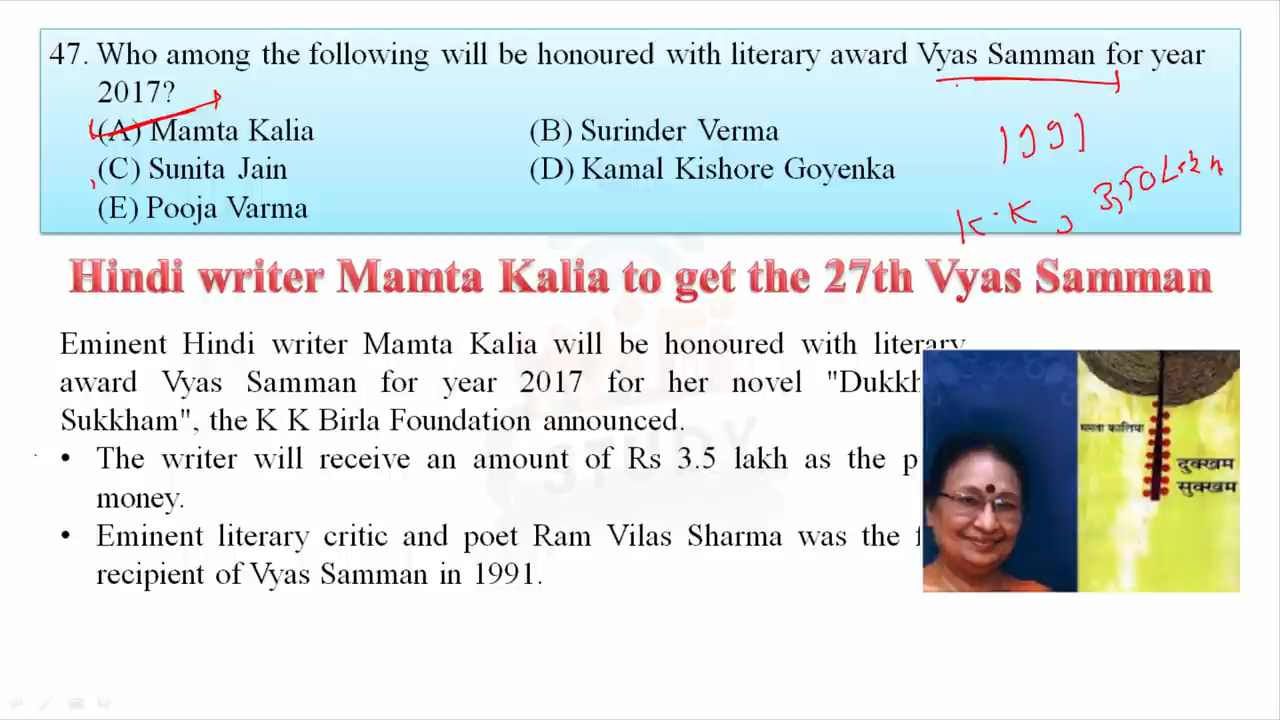 47. Who among the following will be honoured with literary award Vyas Samman for year
2017?
(A) Mamta Kalia
(B) Surinder Verma
(C) Sunita Jain
(D) Kamal Kishore Goyenka
(E) Pooja Varma
1991
K.K,
Hindi writer Mamta Kalia to get the 27th Vyas Samman
Eminent Hindi writer Mamta Kalia will be honoured with literary
award Vyas Samman for year 2017 for her novel
Sukkham", the K K Birla Foundation announced.
• The writer will receive an amount of Rs 3.5 lakh as the
money.
• Eminent literary critic and poet Ram Vilas Sharma was the
recipient of Vyas Samman in 1991.
ममता कालिया
दुक्खम
सुक्खम
STUDY